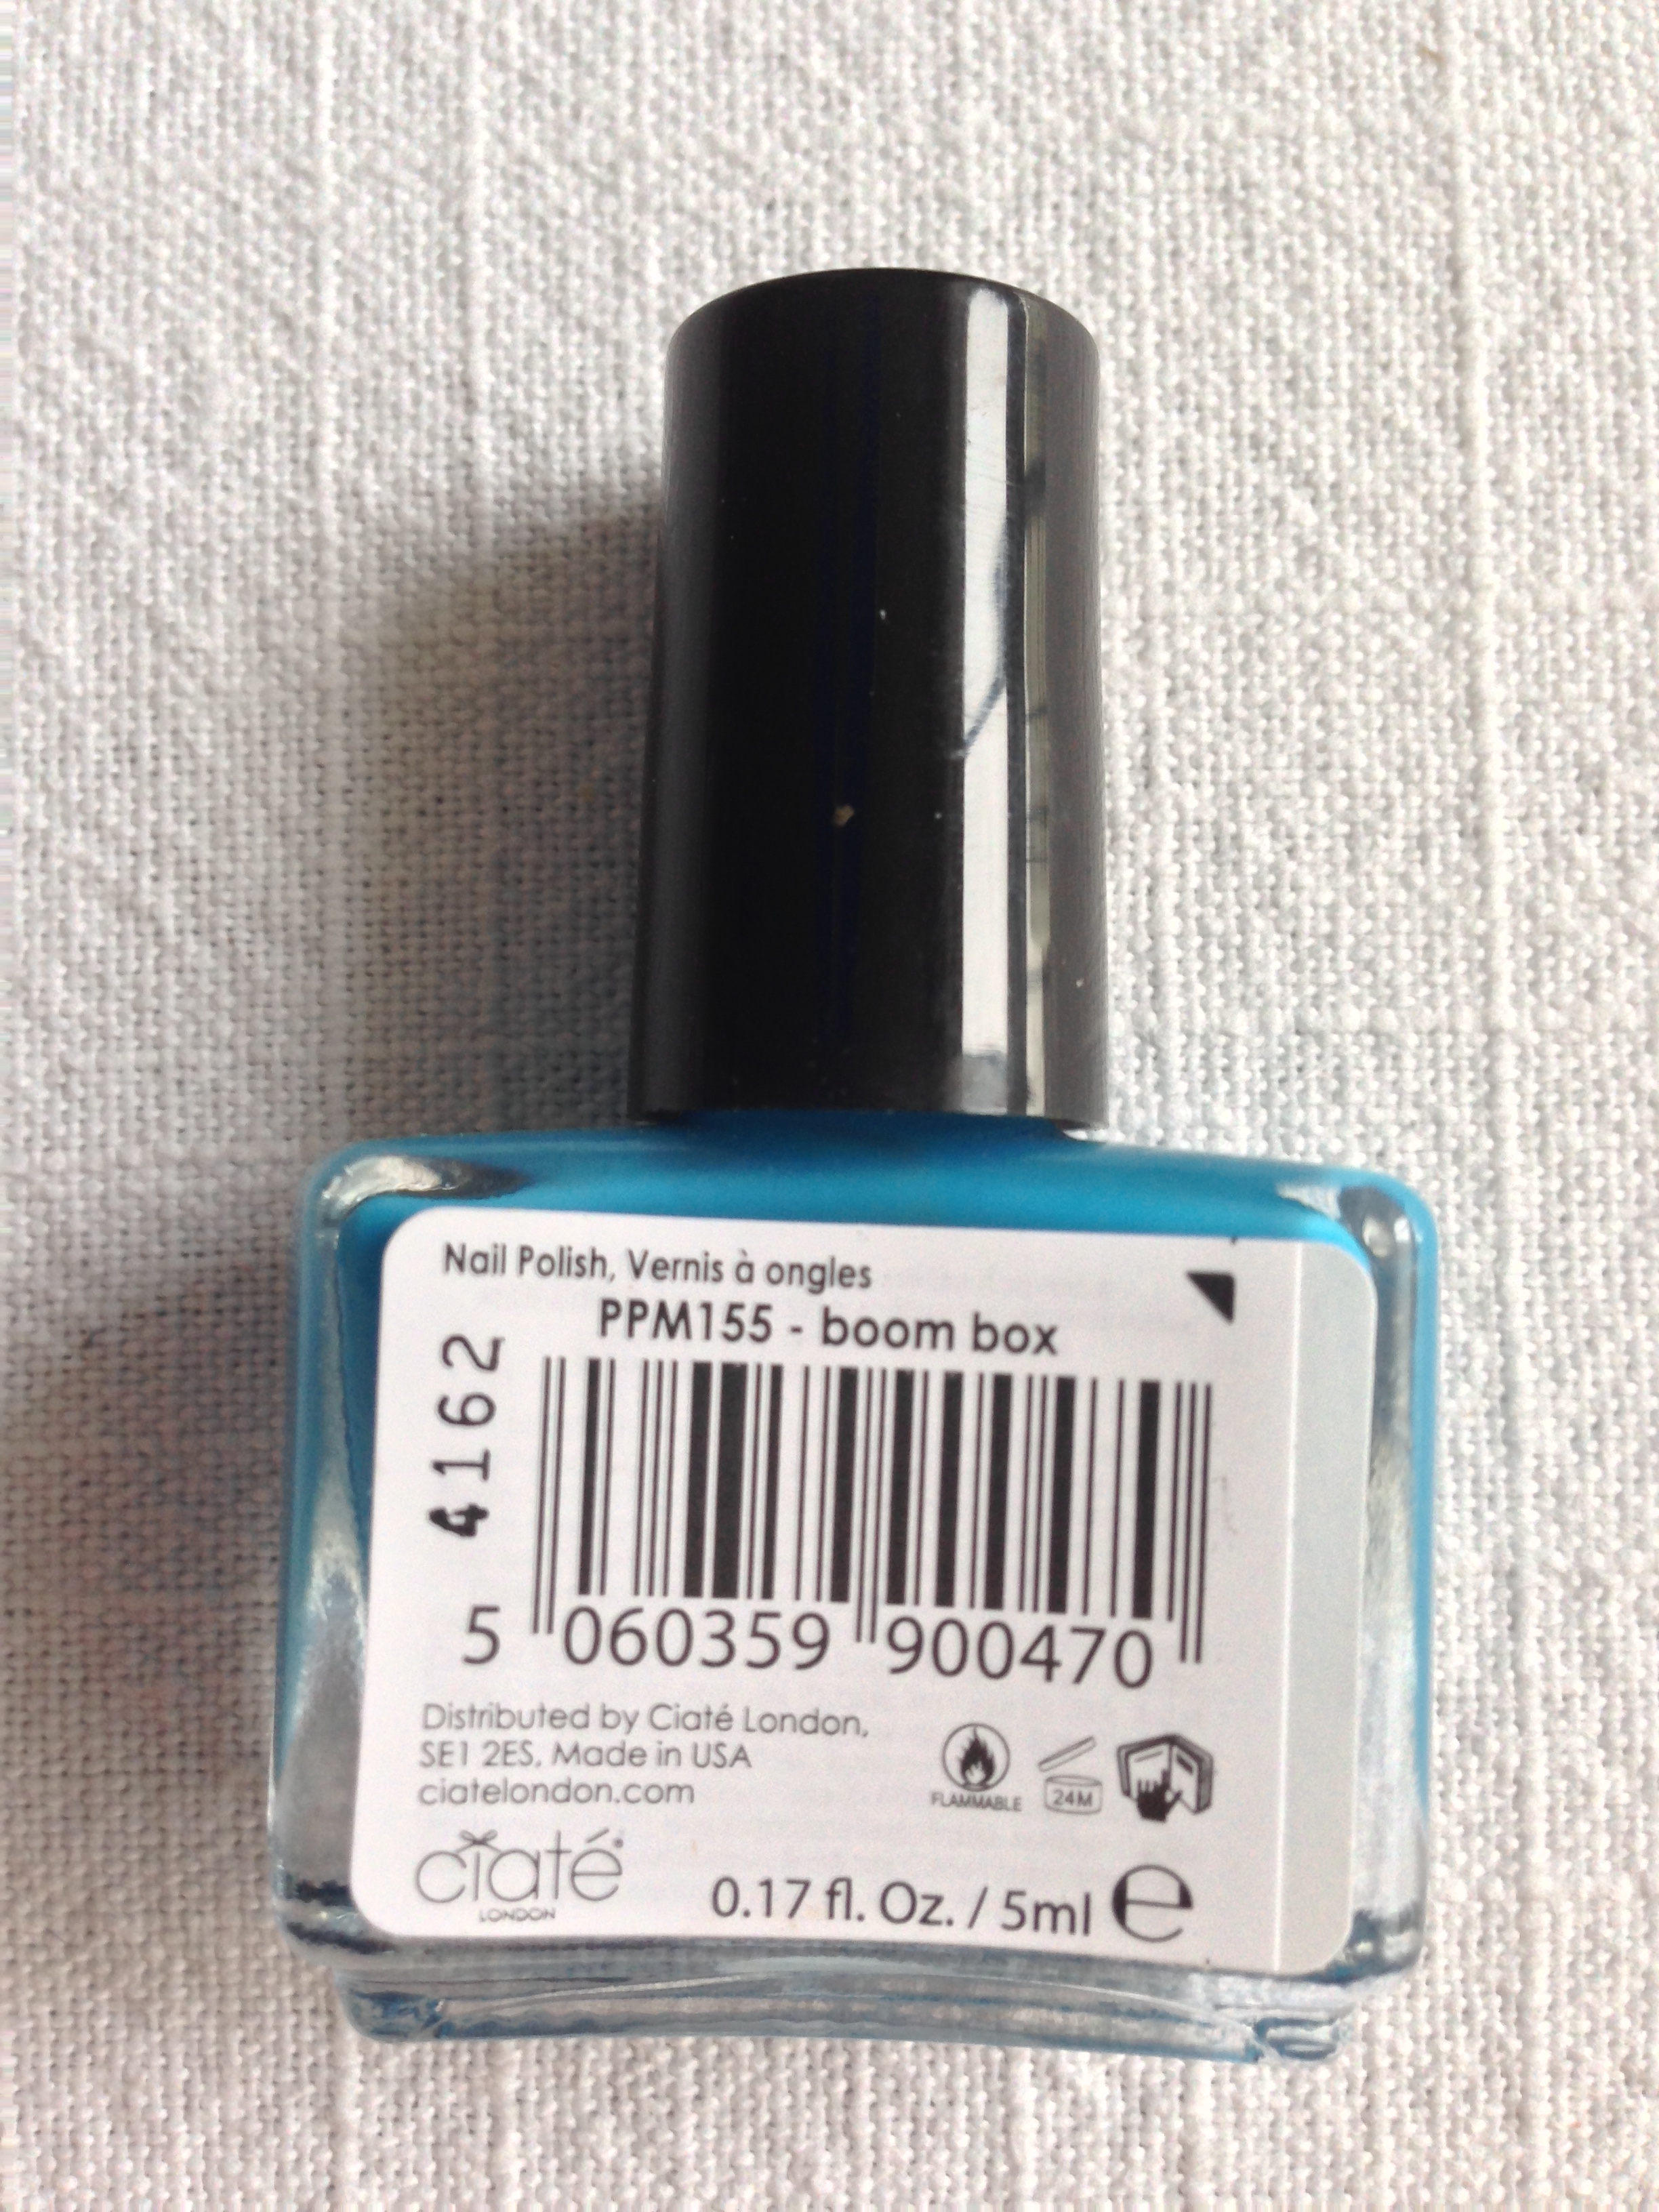 Nail Polish, Vernis à ongles
PPM155 - boom box
4162
5 060359 900470
Distributed by Ciaté London,
SE1 2ES. Made in USA
ciatelondon.com
FLAMMABLE
24M
ciaté
LONDON
0.17 fl. Oz. / 5ml e